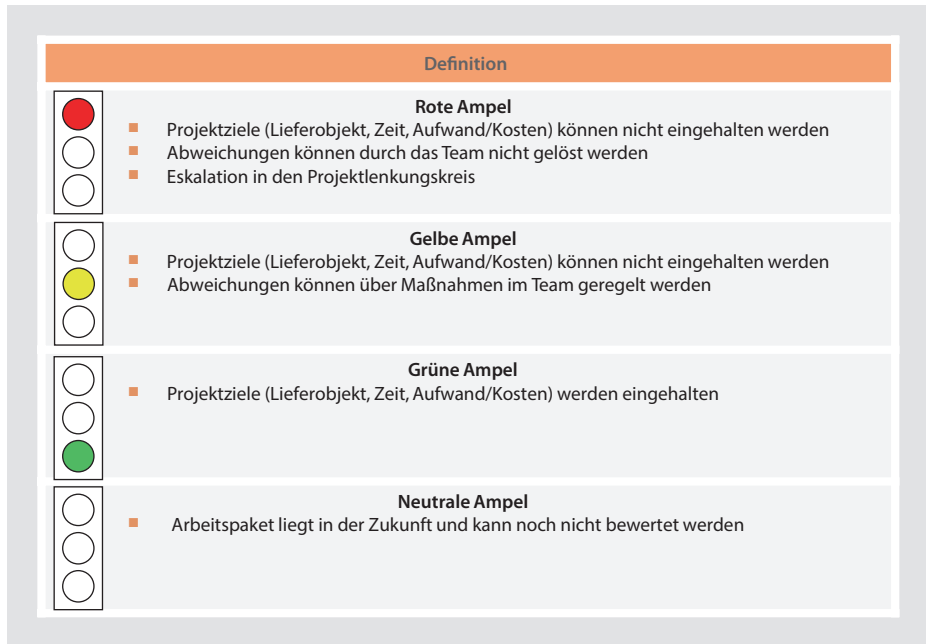 Definition
Rote Ampel
Projektziele (Lieferobjekt, Zeit, Aufwand/Kosten) können nicht eingehalten werden
Abweichungen können durch das Team nicht gelöst werden
Eskalation in den Projektlenkungskreis
Gelbe Ampel
Projektziele (Lieferobjekt, Zeit, Aufwand/Kosten) können nicht eingehalten werden
Abweichungen können über Maßnahmen im Team geregelt werden
Grüne Ampel
Projektziele (Lieferobjekt, Zeit, Aufwand/Kosten) werden eingehalten
Neutrale Ampel
Arbeitspaket liegt in der Zukunft und kann noch nicht bewertet werden